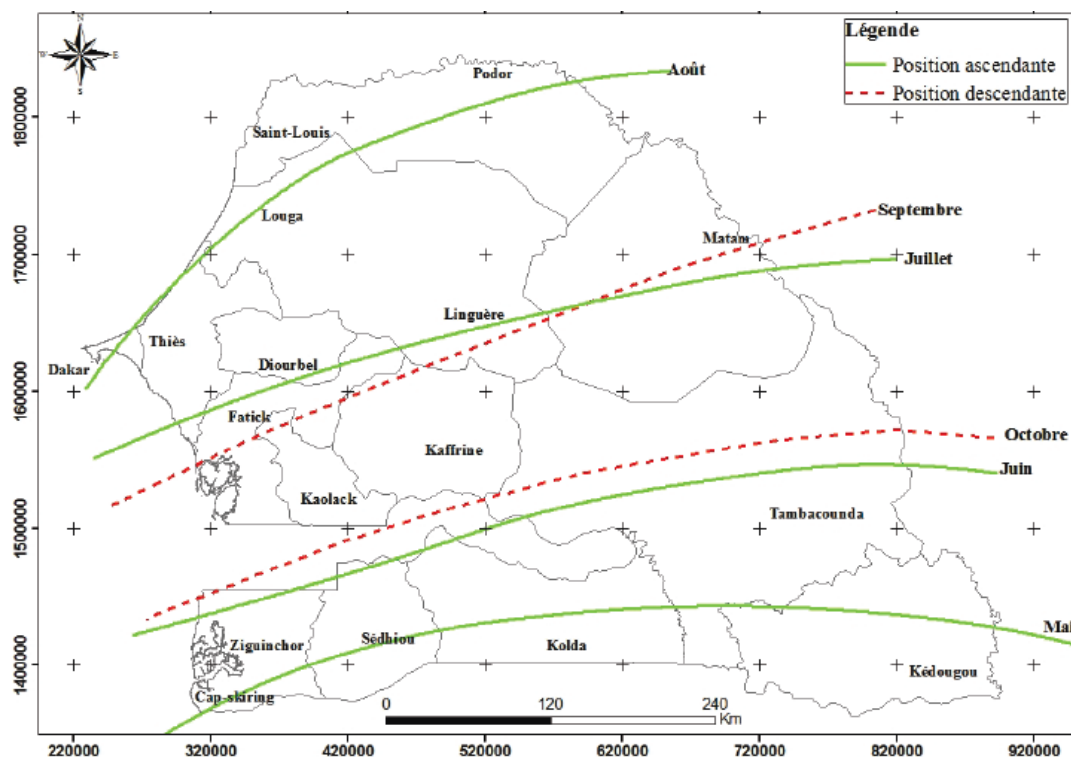 N
W E
S
Légende
Position ascendante
Position descendante
Podor
Août
Saint-Louis
Louga
Septembre
Matam
Juillet
Linguère
Thiès
Dakar
Diourbel
Fatick
Kaffrine
Octobre
Juin
Kaolack
Tambacounda
Mai
Ziguinchor
Sédhiou
Kolda
Kédougou
Cap-skiring
0 120 240
Km
1800000
1700000
1600000
1500000
1400000
220000 320000 420000 520000 620000 720000 820000 920000